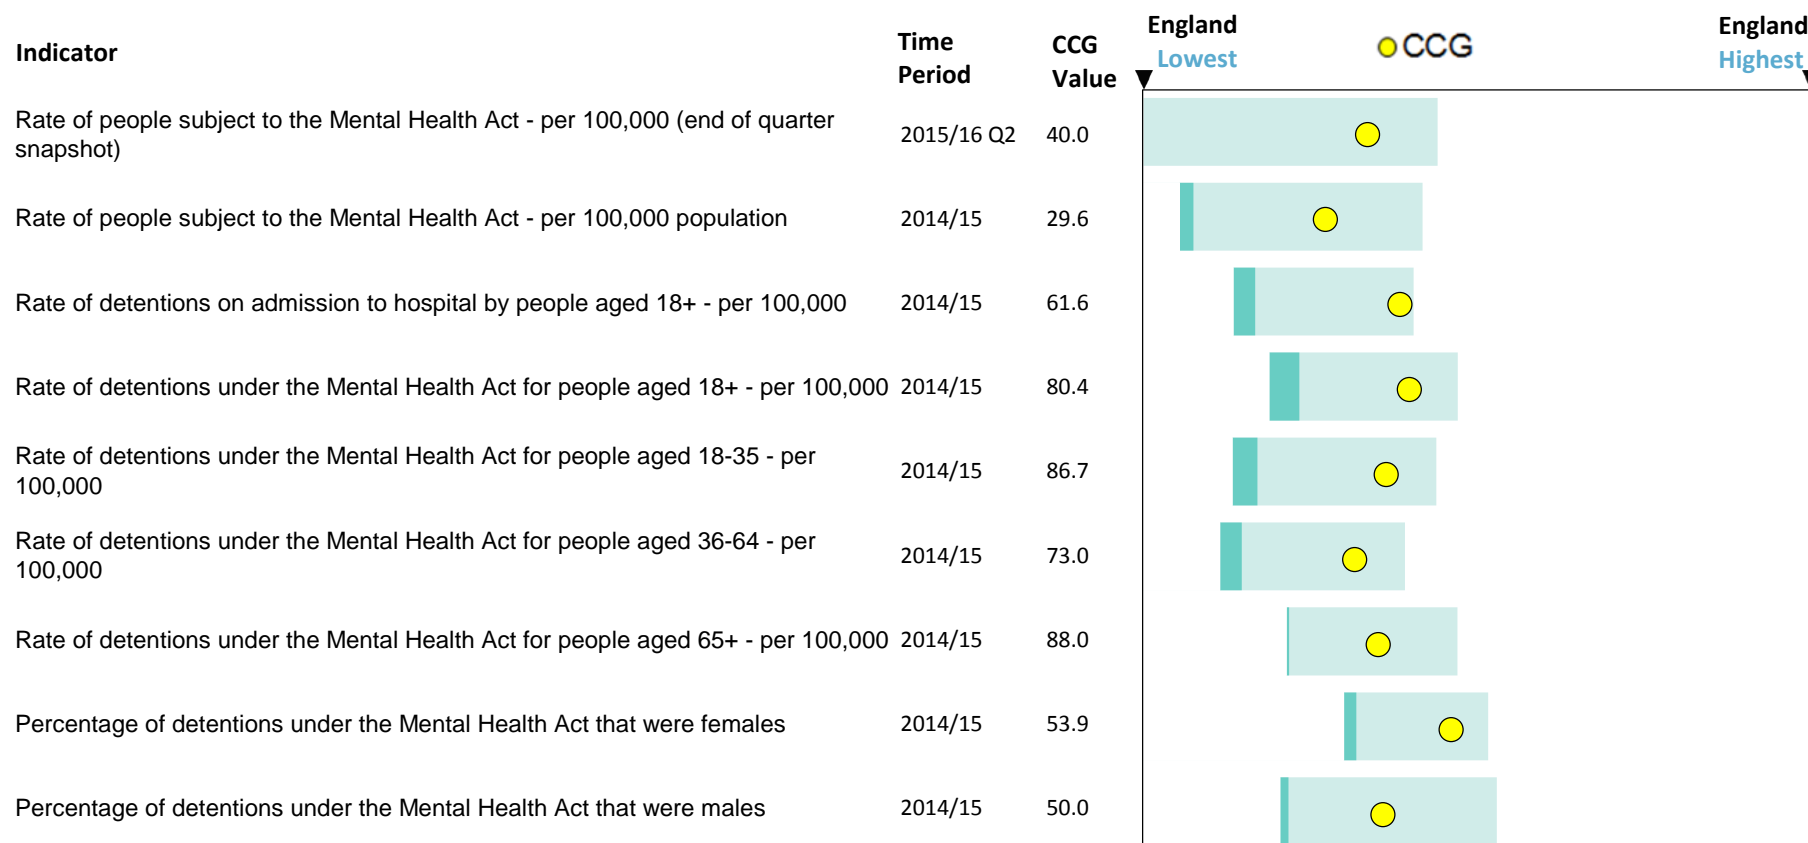 Indicator
Time
Period
CCG
Value
England
Lowest
CCG
England
Highest
Rate of people subject to the Mental Health Act - per 100,000 (end of quarter
snapshot)
2015/16 Q2
40.0
Rate of people subject to the Mental Health Act - per 100,000 population
2014/15
29.6
Rate of detentions on admission to hospital by people aged 18+ - per 100,000
2014/15
61.6
Rate of detentions under the Mental Health Act for people aged 18+ - per 100,000
2014/15
80.4
Rate of detentions under the Mental Health Act for people aged 18-35 - per
100,000
2014/15
86.7
Rate of detentions under the Mental Health Act for people aged 36-64 - per
100,000
2014/15
73.0
Rate of detentions under the Mental Health Act for people aged 65+ - per 100,000
2014/15
88.0
Percentage of detentions under the Mental Health Act that were females
2014/15
53.9
Percentage of detentions under the Mental Health Act that were males
2014/15
50.0